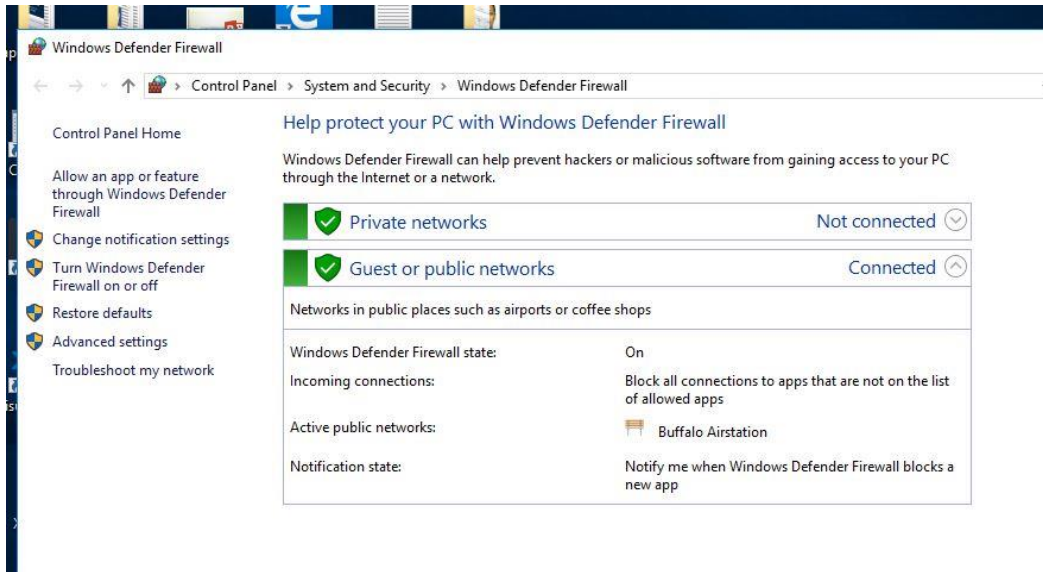 Windows Defender Firewall
Control Panel > System and Security > Windows Defender Firewall
Control Panel Home
Allow an app or feature
through Windows Defender
Firewall
Change notification settings
Turn Windows Defender
Firewall on or off
Restore defaults
Advanced settings
Troubleshoot my network
Help protect your PC with Windows Defender Firewall
Windows Defender Firewall can help prevent hackers or malicious software from gaining access to your PC
through the Internet or a network.
Private networks Not connected
Guest or public networks Connected
Networks in public places such as airports or coffee shops
Windows Defender Firewall state: On
Incoming connections: Block all connections to apps that are not on the list
of allowed apps
Active public networks: Buffalo Airstation
Notification state: Notify me when Windows Defender Firewall blocks a
new app